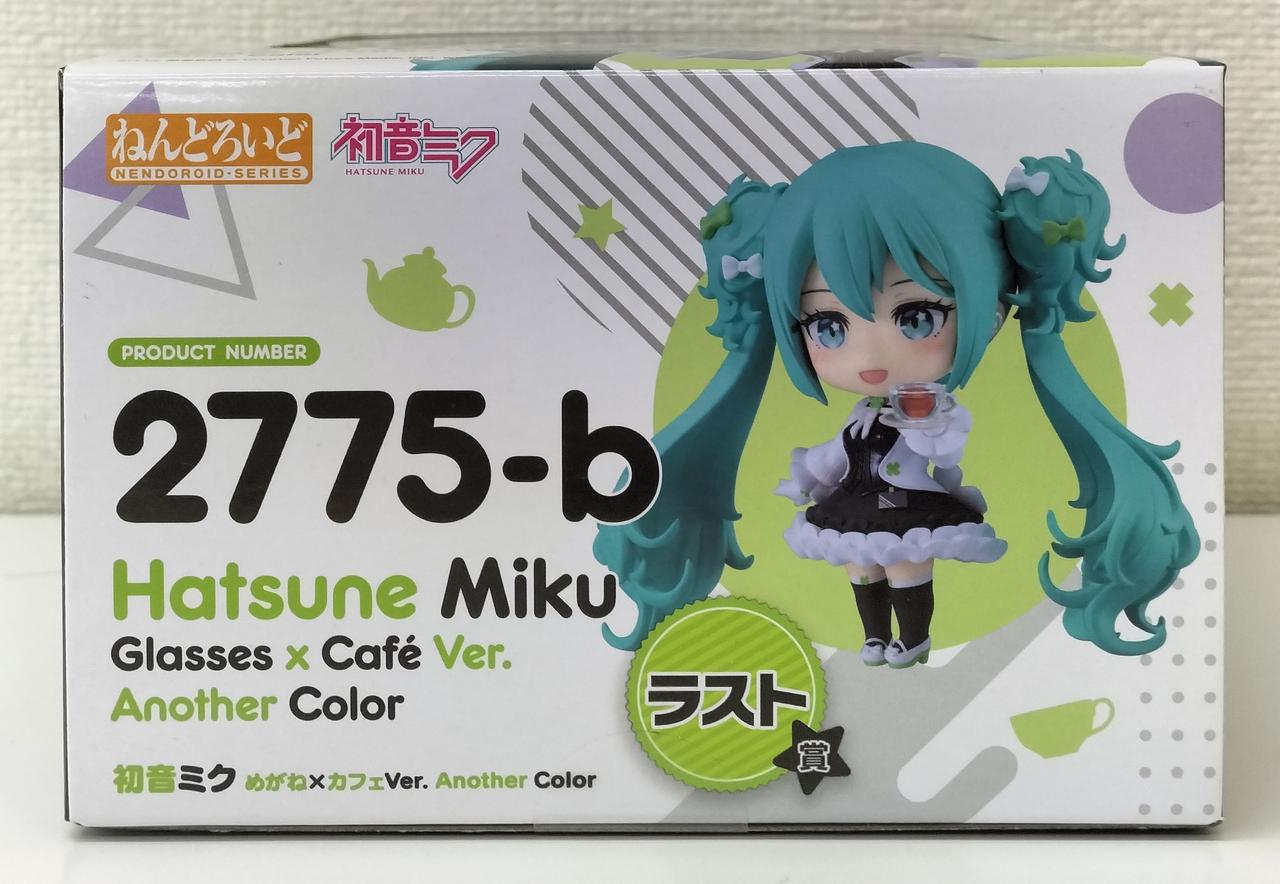 ねんどろいど
NENDOROID·SERIES
初音ミク
HATSUNE MIKU
PRODUCT NUMBER
2775-b
Hatsune Miku
Glasses x Café Ver.
Another Color
ラスト
賞
初音ミク めがね×カフェVer. Another Color